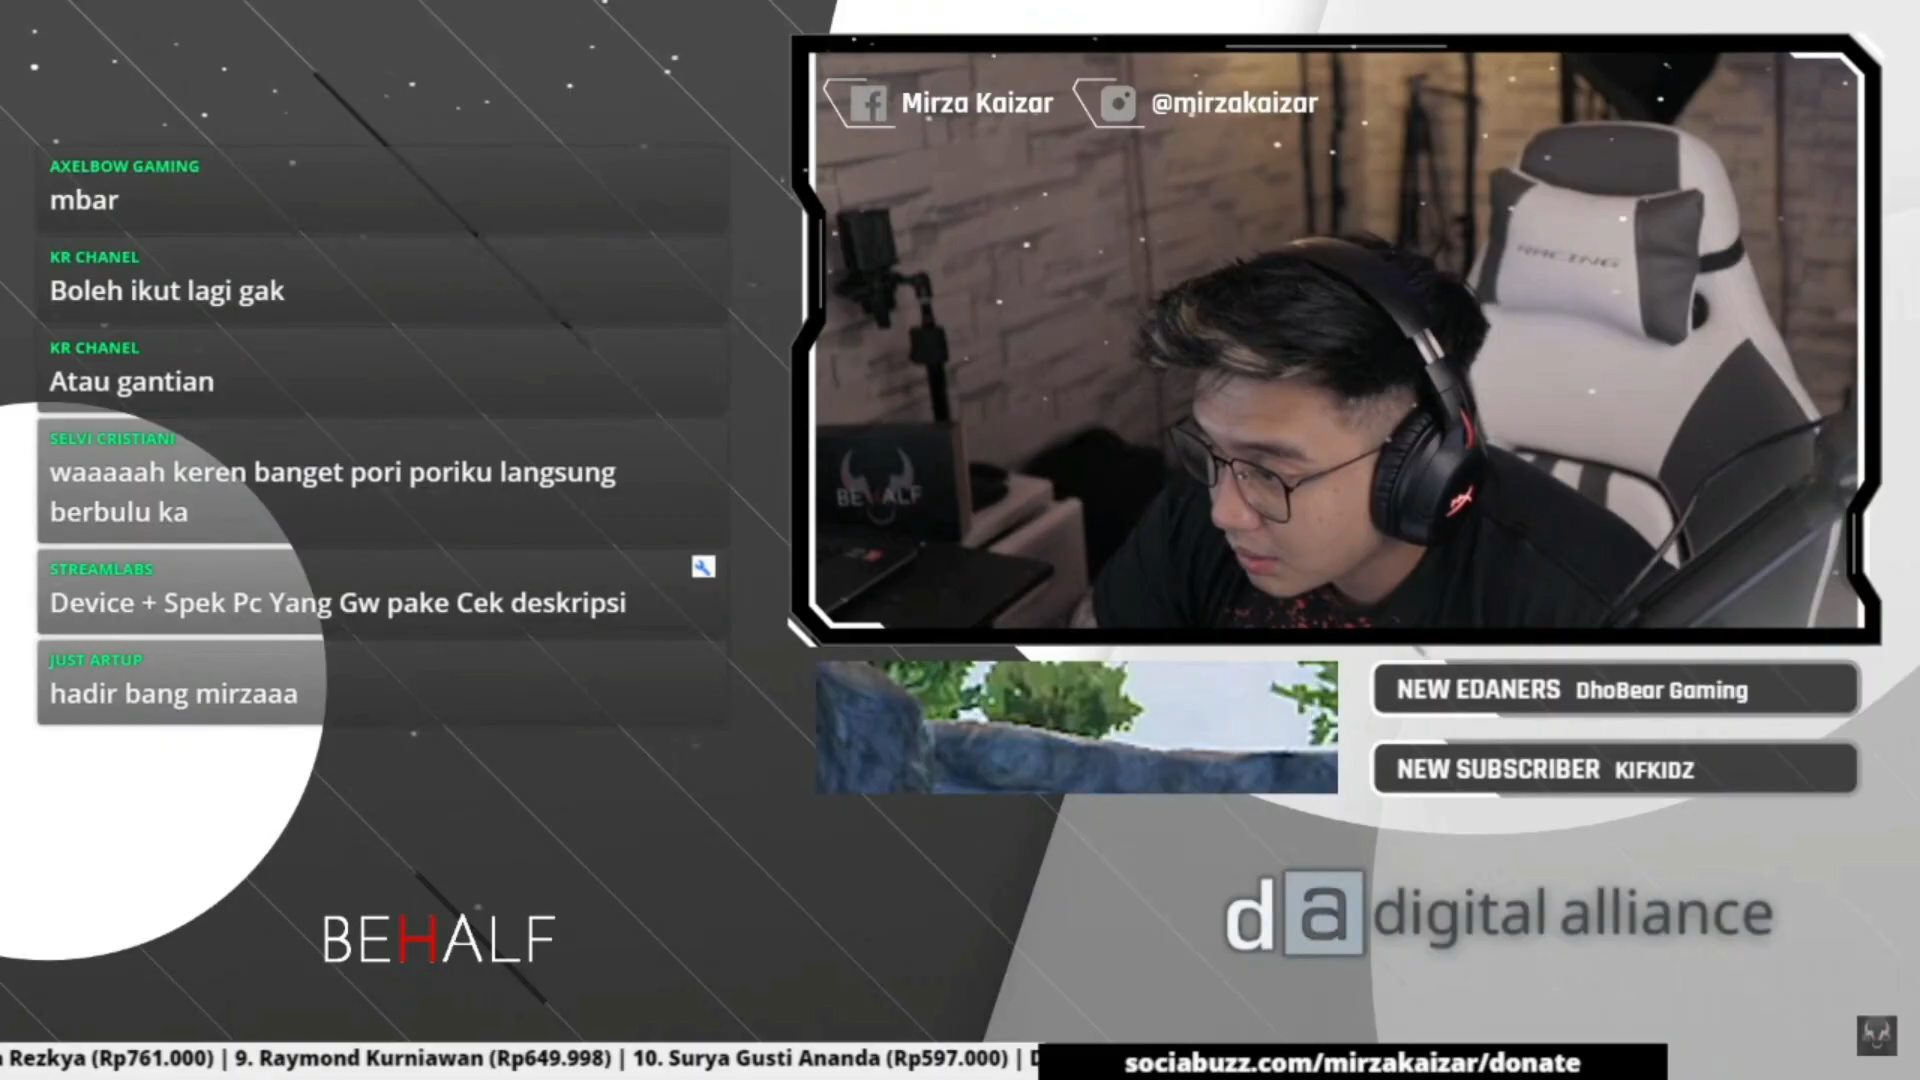 Mirza Kaizar
@mirzakaizar
AXELBOW GAMING
mbar
KR CHANEL
Boleh ikut lagi gak
KR CHANEL
Atau gantian
SELVI CRISTIANI
waaaaah keren banget pori poriku langsung
berbulu ka
STREAMLABS
Device + Spek Pc Yang Gw pake Cek deskripsi
JUST ARTUP
hadir bang mirzaaa
RACING
BEHALF
NEW EDANERS DhoBear Gaming
NEW SUBSCRIBER KIFKIDZ
BEHALF
da digital alliance
Rezkya (Rp761.000) | 9. Raymond Kurniawan (Rp649.998) | 10. Surya Gusti Ananda (Rp597.000) |
sociabuzz.com/mirzakaizar/donate